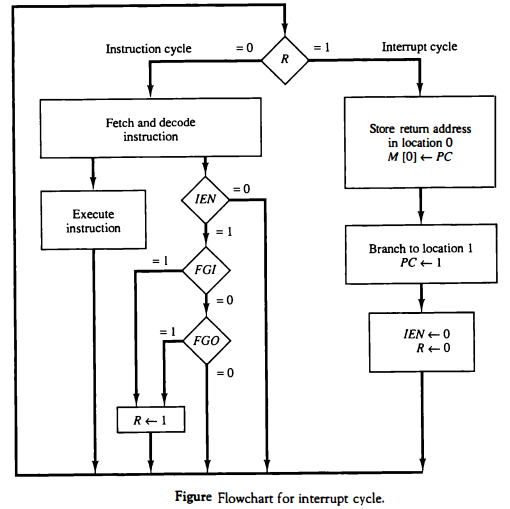 Instruction cycle
= 0
R
= 1
Interrupt cycle
Fetch and decode
instruction
Store return address
in location 0
M [0] ← PC
Execute
instruction
IEN
= 0
= 1
Branch to location 1
PC ← 1
= 1
FGI
= 0
IEN ← 0
R ← 0
= 1
FGO
= 0
R ← 1
Figure Flowchart for interrupt cycle.